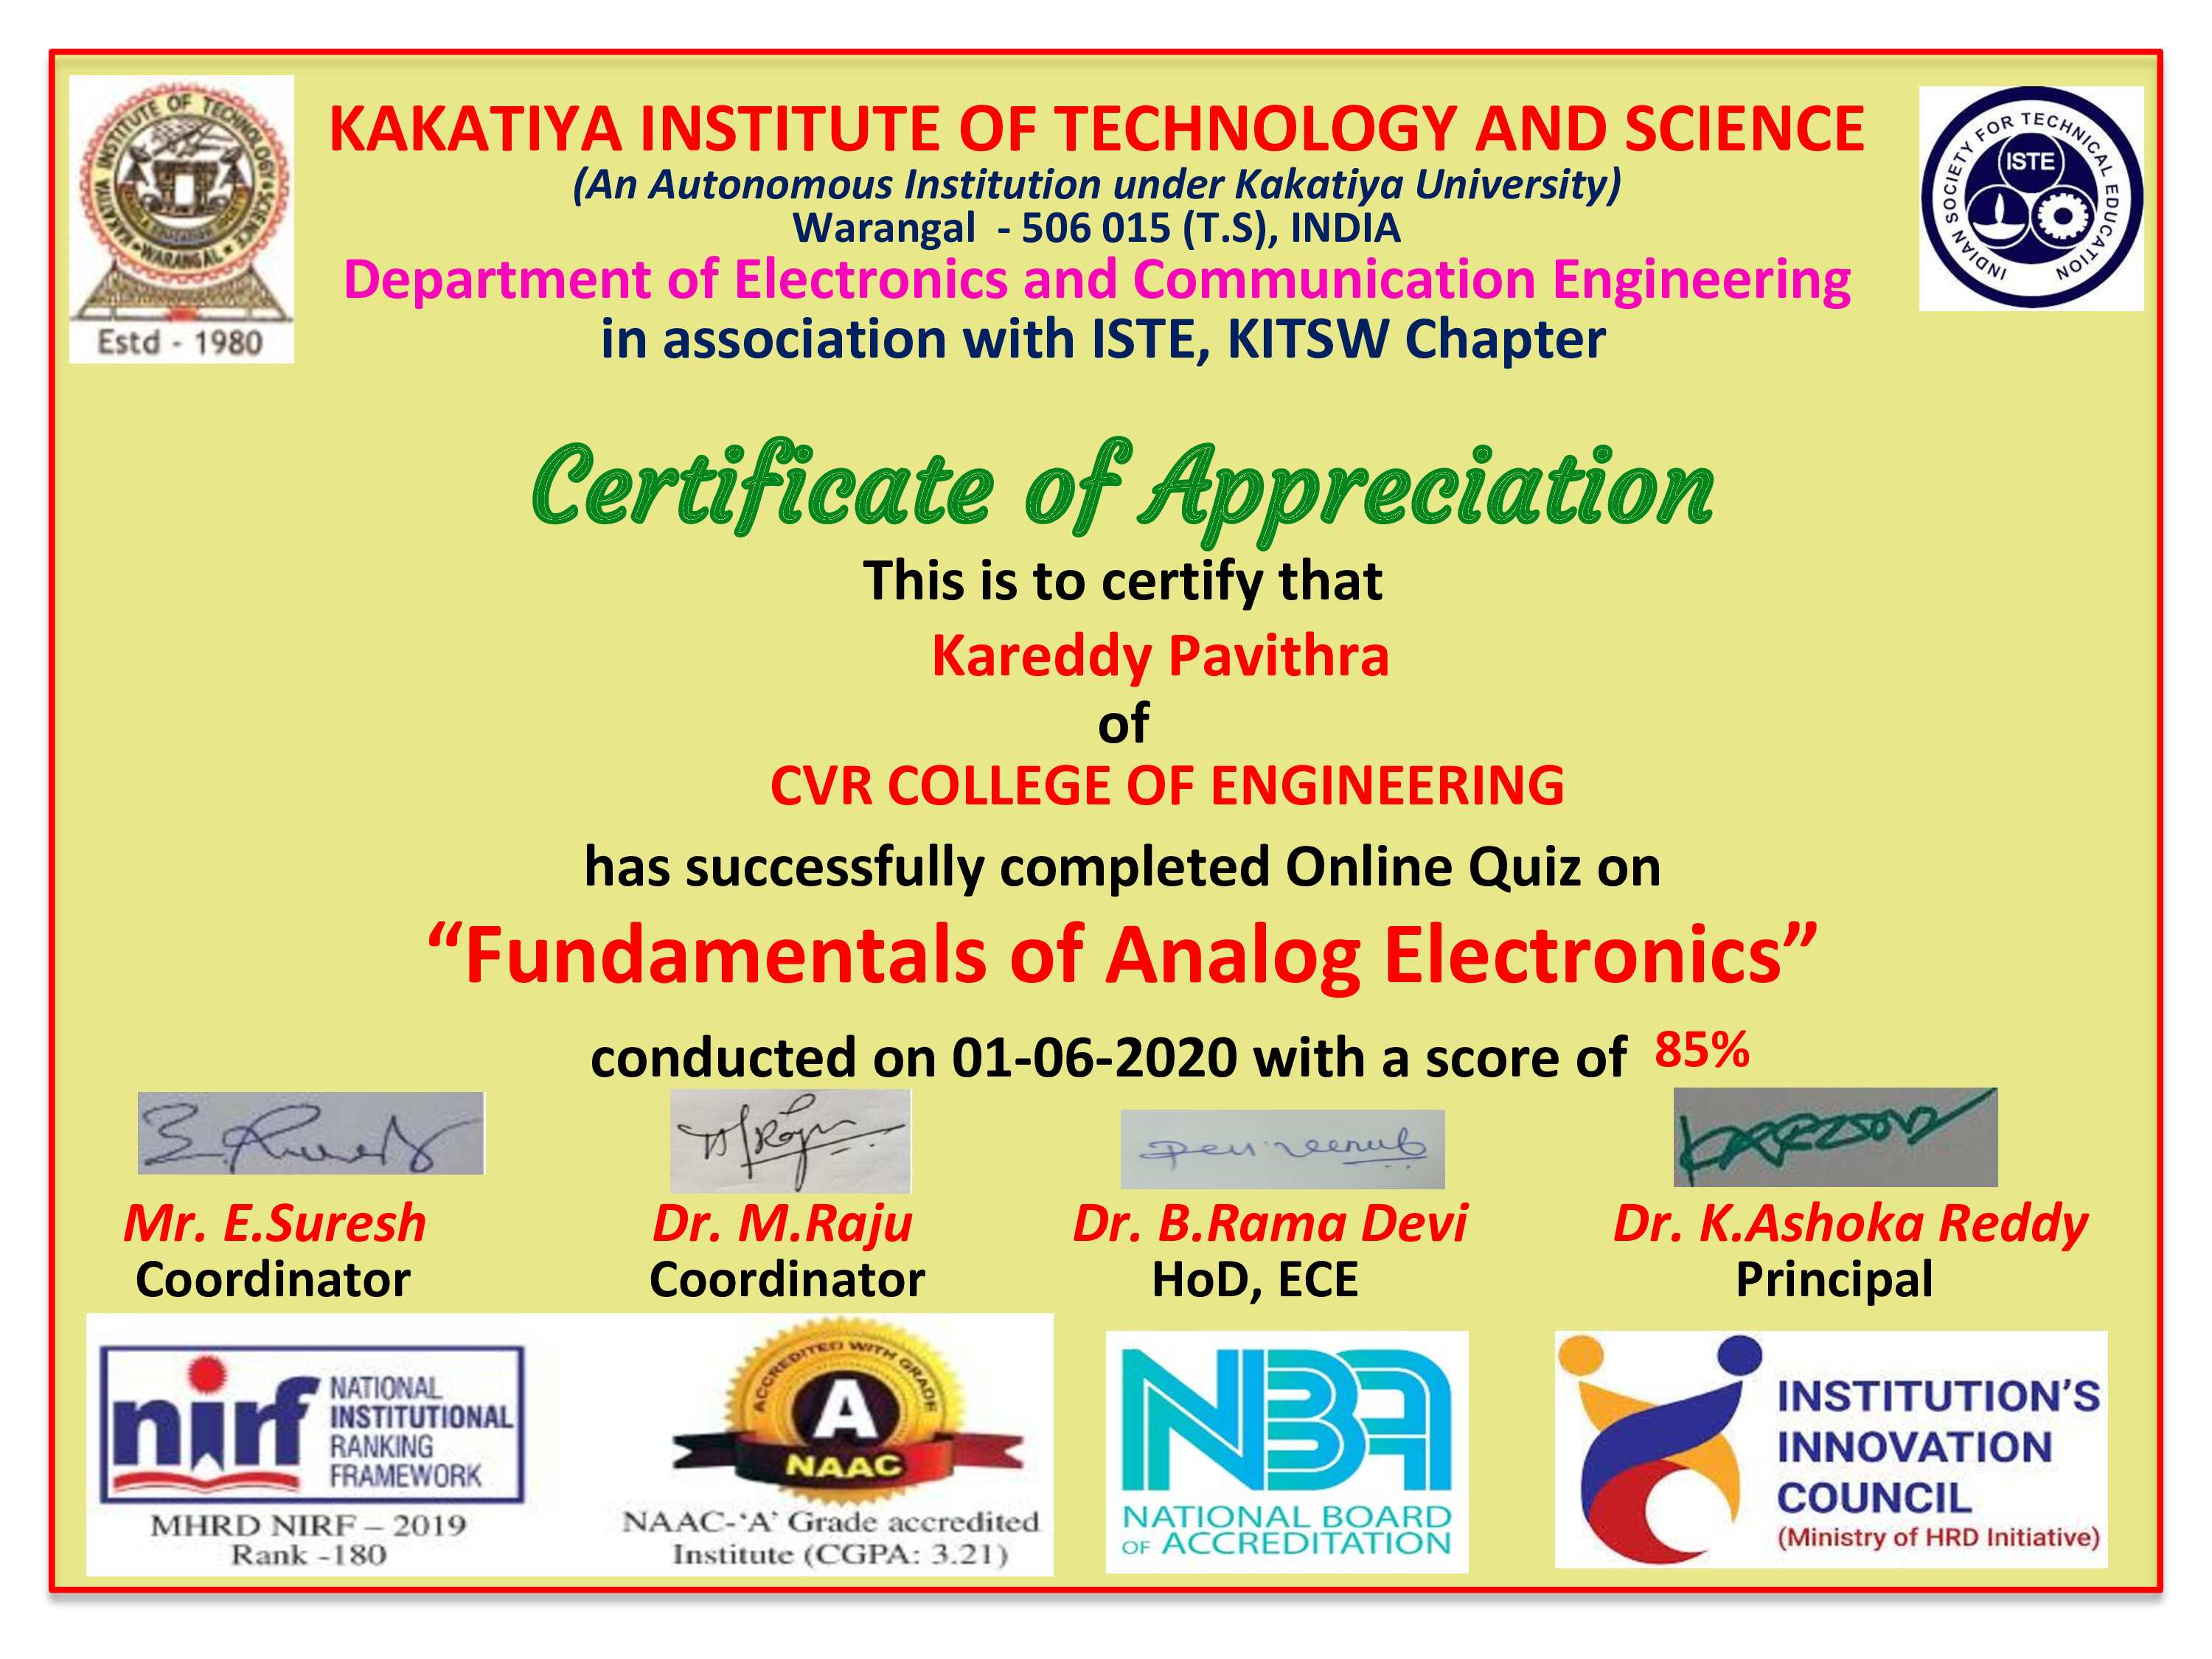 KAKATIYA INSTITUTE OF TECHNOLOGY AND SCIENCE
(An Autonomous Institution under Kakatiya University)
Warangal - 506 015 (T.S), INDIA
Department of Electronics and Communication Engineering
in association with ISTE, KITSW Chapter
KAKATIYA INSTITUTE OF TECHNOLOGY & SCIENCE
WARANGAL
Estd - 1980
INDIAN SOCIETY FOR TECHNICAL EDUCATION
ISTE
Certificate of Appreciation
This is to certify that
Kareddy Pavithra
of
CVR COLLEGE OF ENGINEERING
has successfully completed Online Quiz on
“Fundamentals of Analog Electronics”
conducted on 01-06-2020 with a score of 85%
Mr. E.Suresh Dr. M.Raju Dr. B.Rama Devi Dr. K.Ashoka Reddy
Coordinator Coordinator HoD, ECE Principal
nirf
NATIONAL
INSTITUTIONAL
RANKING
FRAMEWORK
MHRD NIRF – 2019
Rank -180
ACCREDITED WITH GRADE
A
NAAC
NAAC-‘A’ Grade accredited
Institute (CGPA: 3.21)
NBA
NATIONAL BOARD
OF ACCREDITATION
INSTITUTION’S
INNOVATION
COUNCIL
(Ministry of HRD Initiative)